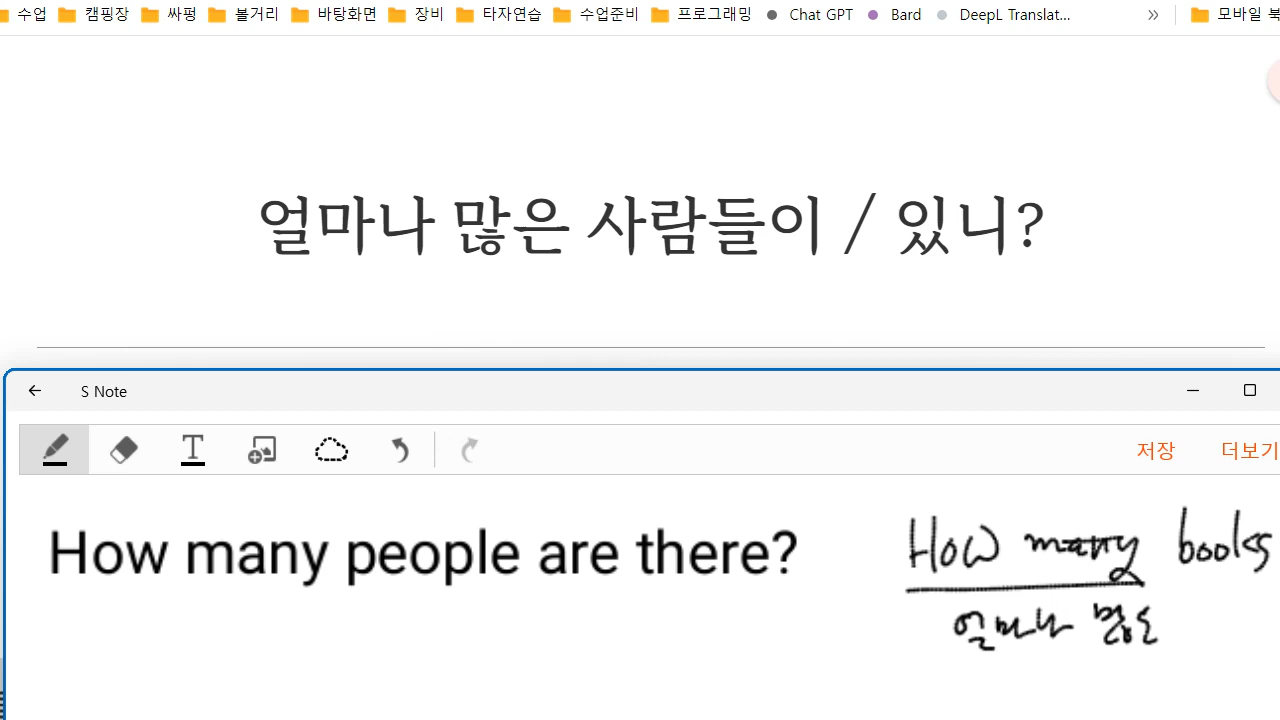 수업 캠핑장 싸펑 볼거리 바탕화면 장비 타자연습 수업준비 프로그래밍 Chat GPT Bard DeepL Translat... » 모바일 북
얼마나 많은 사람들이 / 있니?
S Note
저장 더보기
How many people are there? How many books
얼마나 많은